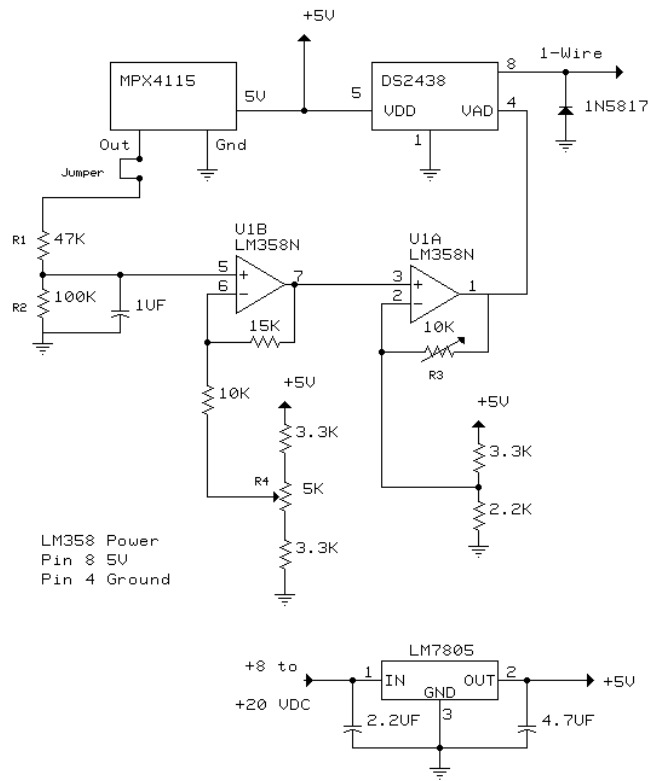 +5V
MPX4115
5V
Out
Gnd
Jumper
DS2438
5
VDD
VAD
8
4
1
1-Wire
1N5817
R1
47K
R2
100K
1UF
U1B
LM358N
5
+
6
−
7
15K
10K
U1A
LM358N
3
+
2
−
1
10K
R3
+5V
3.3K
R4
5K
3.3K
+5V
3.3K
2.2K
LM358 Power
Pin 8 5V
Pin 4 Ground
LM7805
+8 to
+20 VDC
1
IN
OUT
2
GND
3
+5V
2.2UF
4.7UF